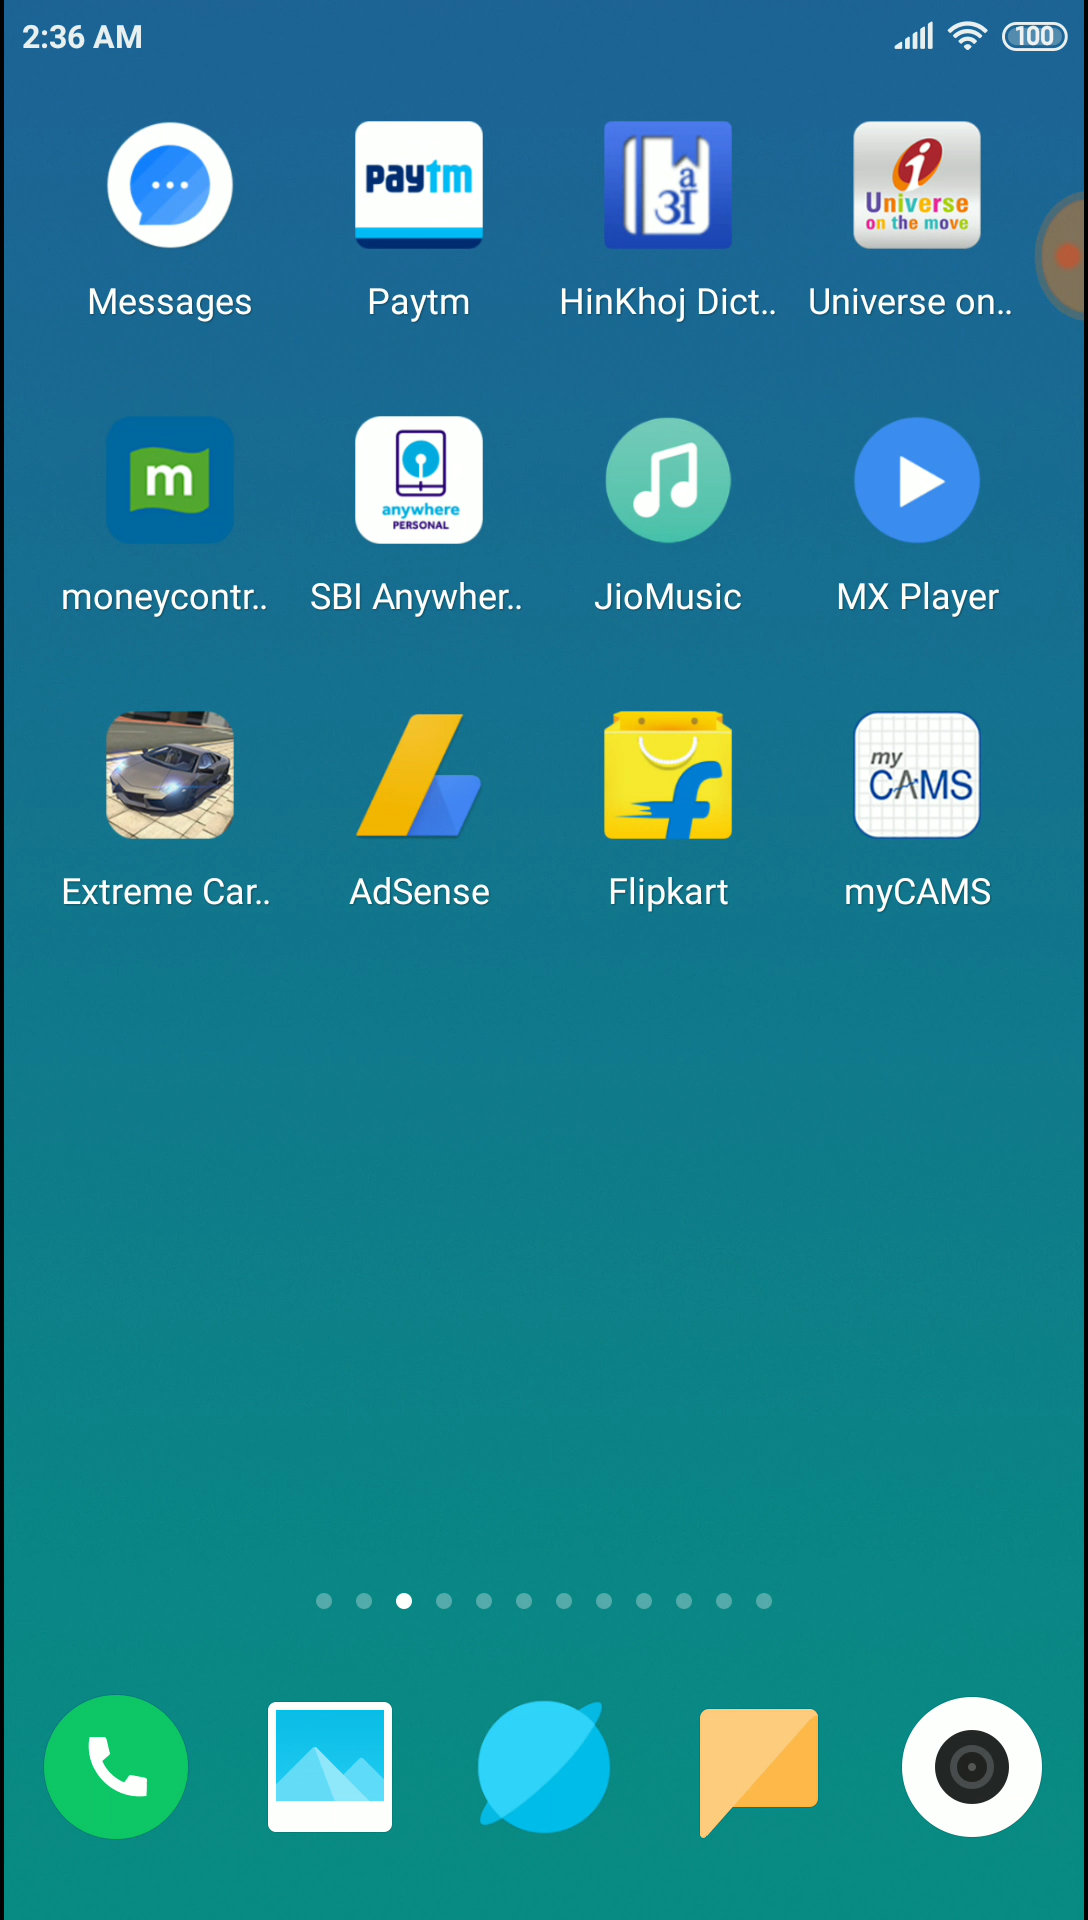 2:36 AM 100
paytm
a
अ
i
Universe
on the move
Messages Paytm HinKhoj Dict.. Universe on..
m
anywhere
PERSONAL
moneycontr.. SBI Anywher.. JioMusic MX Player
f
my
CAMS
Extreme Car.. AdSense Flipkart myCAMS